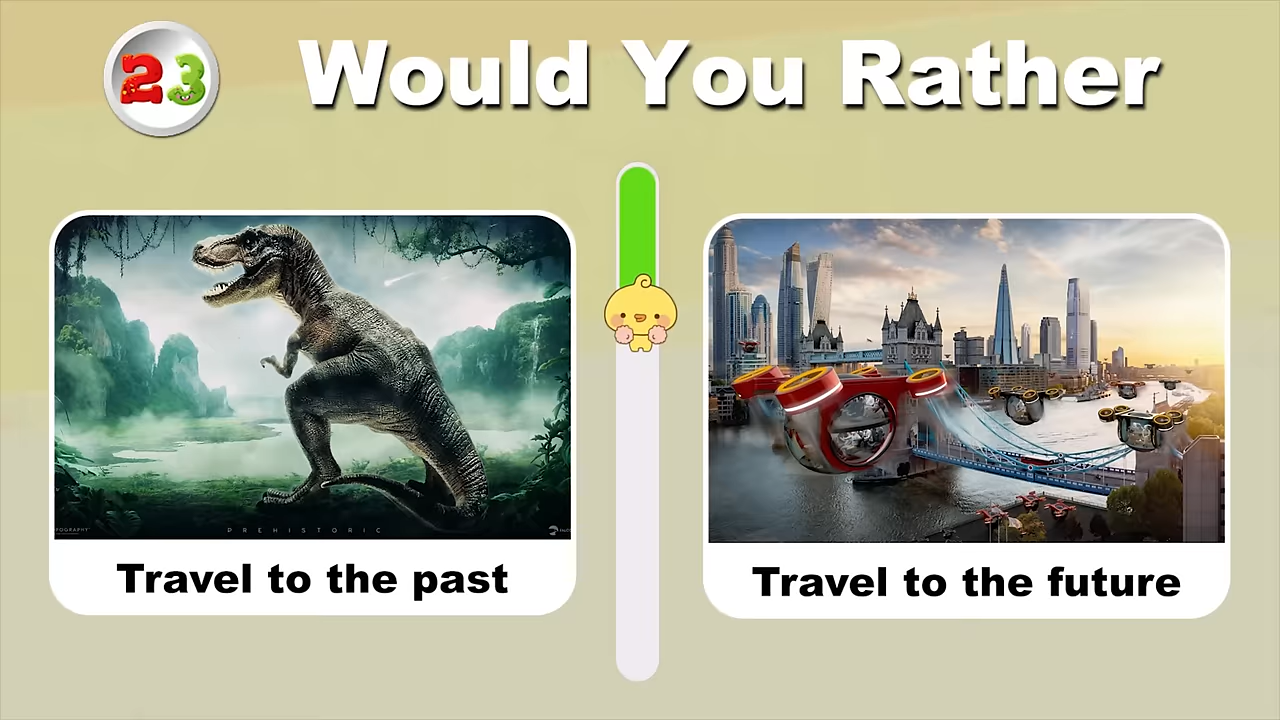 23
Would You Rather
PREHISTORIC
Travel to the past
Travel to the future